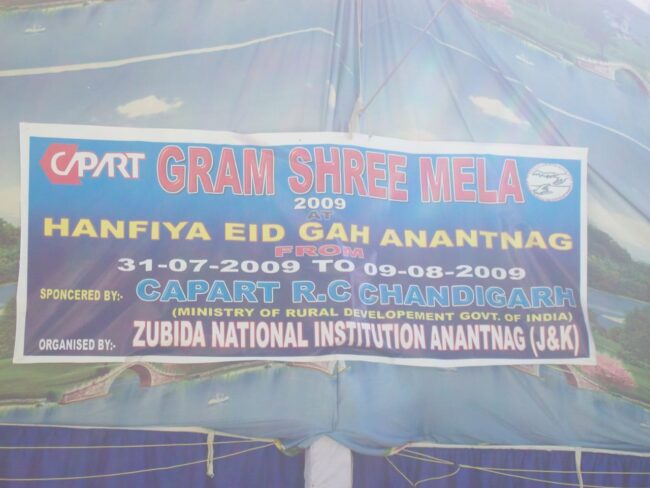 CAPART GRAM SHREE MELA
2009
AT
HANFIYA EID GAH ANANTNAG
FROM
31-07-2009 TO 09-08-2009
SPONCERED BY:- CAPART R.C CHANDIGARH
(MINISTRY OF RURAL DEVELOPEMENT GOVT. OF INDIA)
ORGANISED BY:- ZUBIDA NATIONAL INSTITUTION ANANTNAG (J&K)